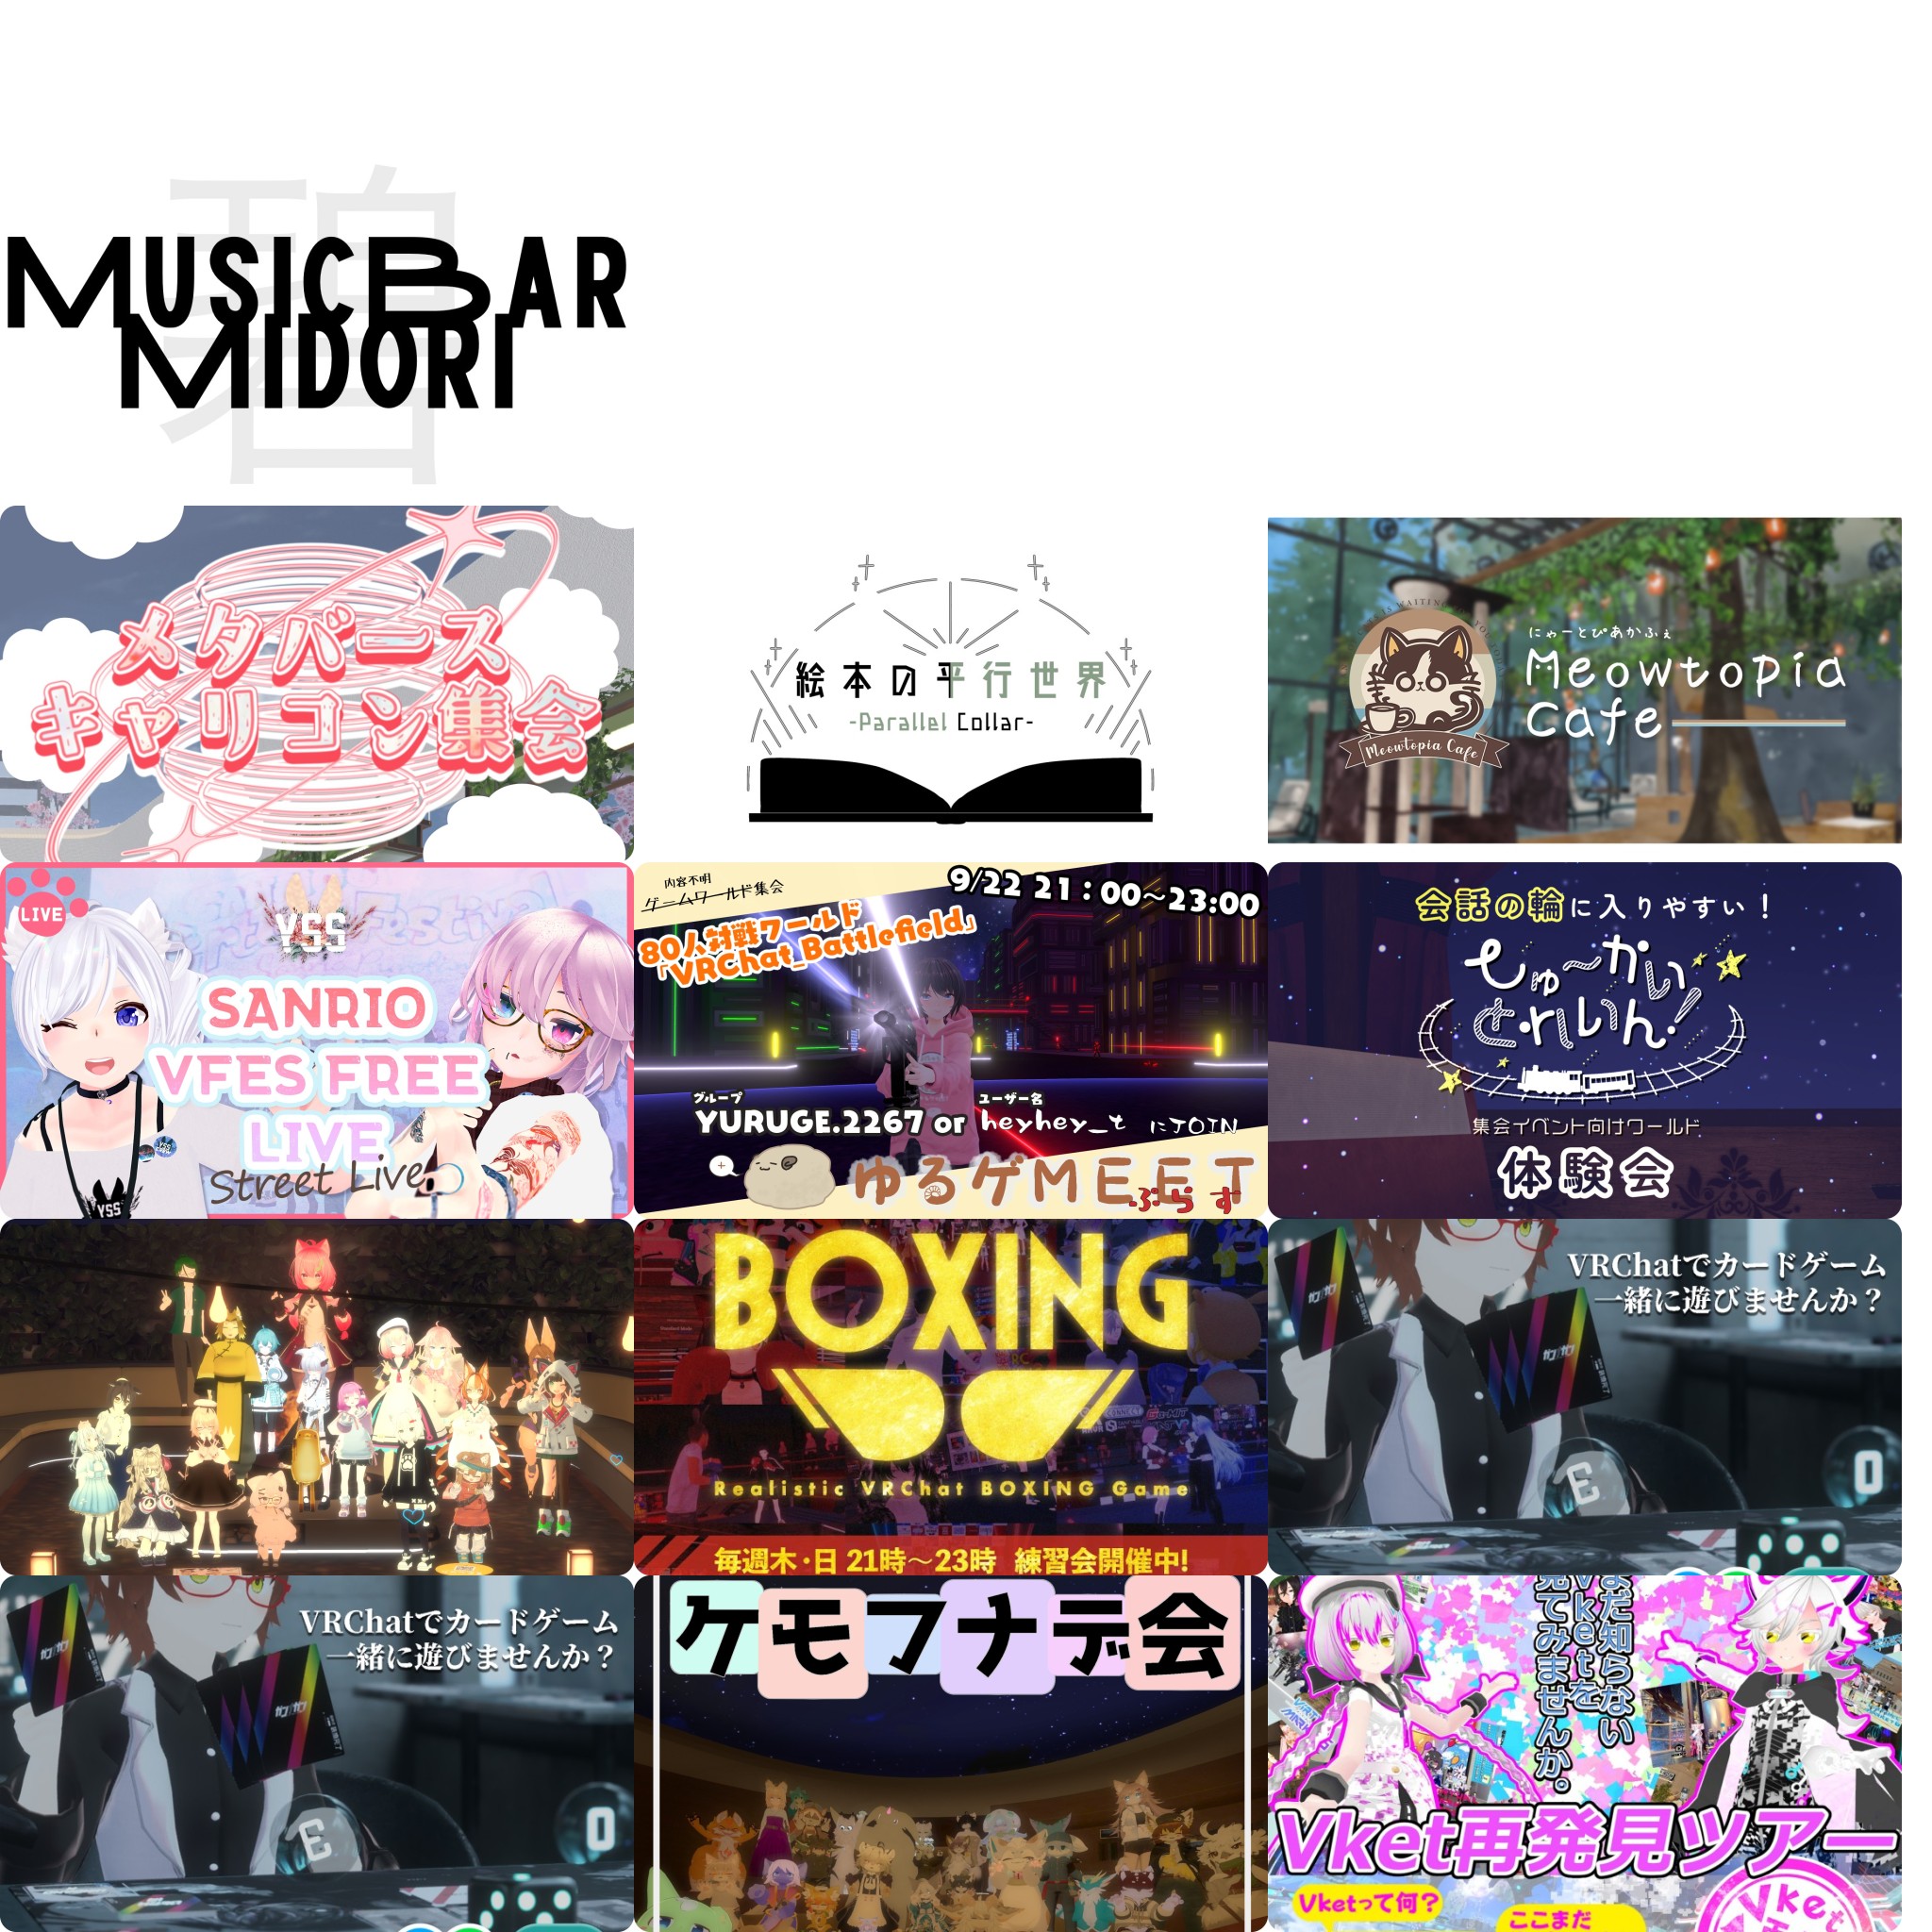 碧
MUSICBAR
MIDORI
メタバース
キャリコン集会
絵本の平行世界
-Parallel Collar-
にゃーとぴあかふぇ
Meowtopia
Cafe
Meowtopia Cafe
LIVE
YSS
SANRIO
VFES FREE
LIVE
Street Live
YSS
内容不明
ゲームワールド集会
9/22 21:00～23:00
80人対戦ワールド
「VRChat_Battlefield」
グループ
YURUGE.2267 or
ユーザー名
heyhey_t にJOIN
ゆるゲMEET
ぷらす
会話の輪に入りやすい！
ちゅ～かい
とれいん！
集会イベント向けワールド
体験会
BOXING
Realistic VRChat BOXING Game
毎週木・日 21時～23時 練習会開催中!
VRChatでカードゲーム
一緒に遊びませんか？
E
0
VRChatでカードゲーム
一緒に遊びませんか？
E
0
ケモフナデ会
まだ知らない
Vketを
見てみませんか。
Vket再発見ツアー
Vketって何？
ここまだ
Vket